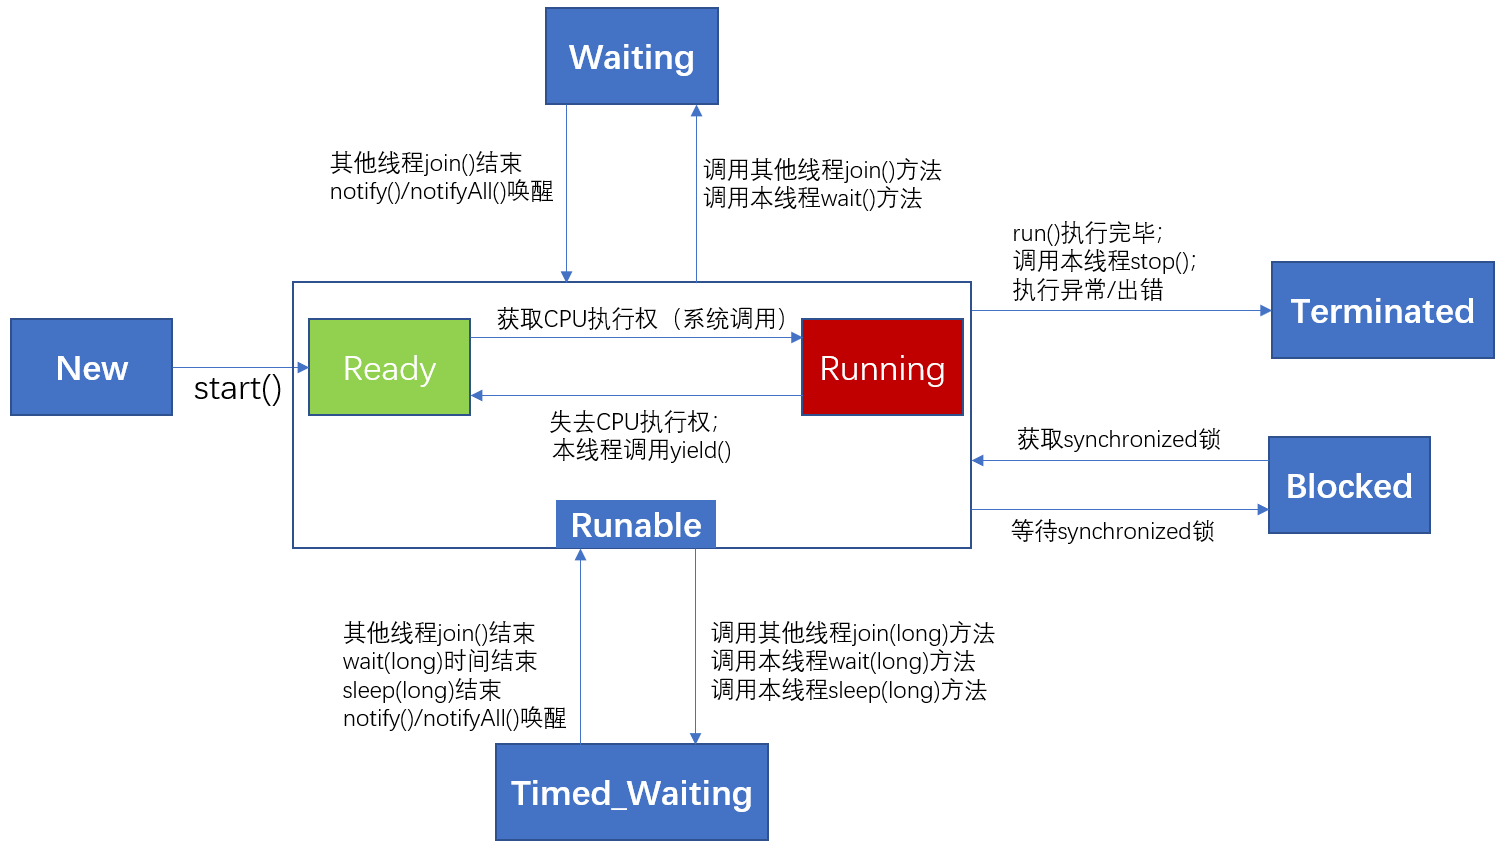 Waiting
其他线程join()结束
notify()/notifyAll()唤醒
调用其他线程join()方法
调用本线程wait()方法
run()执行完毕;
调用本线程stop();
执行异常/出错
Terminated
New
start()
Ready
获取CPU执行权（系统调用）
Running
失去CPU执行权;
本线程调用yield()
获取synchronized锁
Blocked
等待synchronized锁
Runable
其他线程join()结束
wait(long)时间结束
sleep(long)结束
notify()/notifyAll()唤醒
调用其他线程join(long)方法
调用本线程wait(long)方法
调用本线程sleep(long)方法
Timed_Waiting